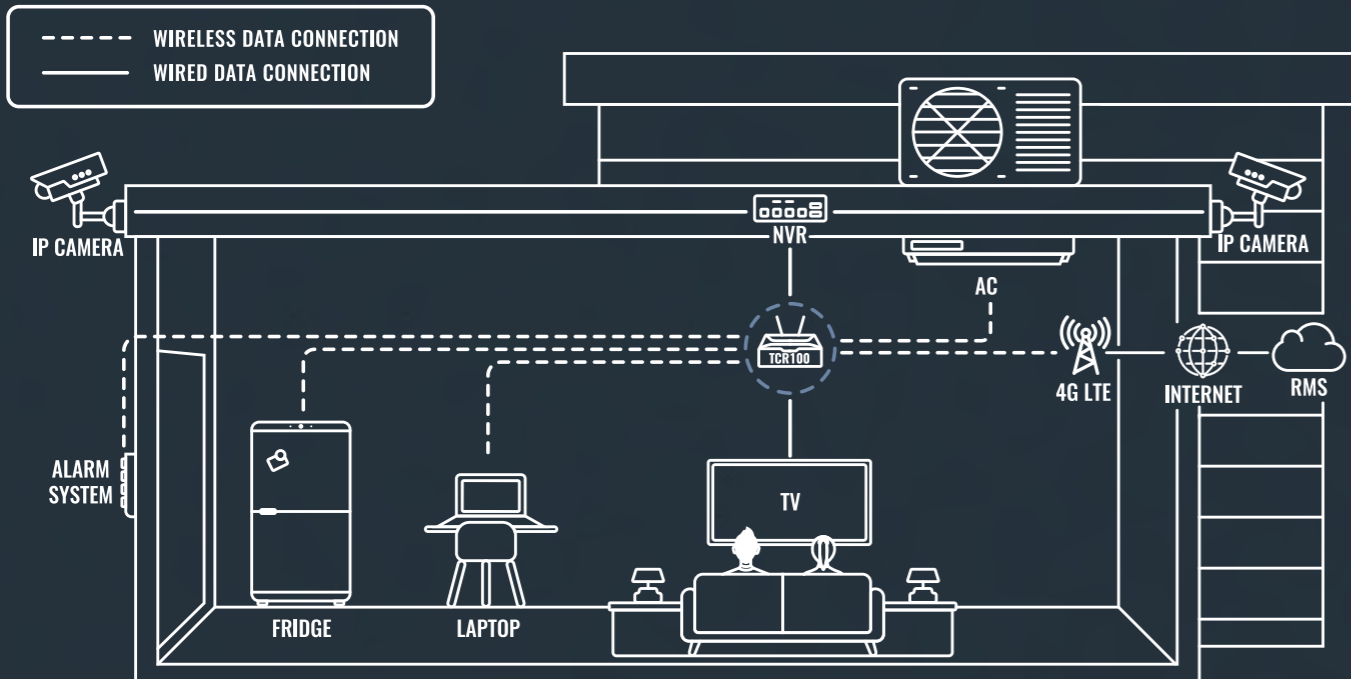 WIRELESS DATA CONNECTION
WIRED DATA CONNECTION
IP CAMERA
NVR
IP CAMERA
AC
TCR100
4G LTE
INTERNET
RMS
ALARM
SYSTEM
TV
FRIDGE
LAPTOP